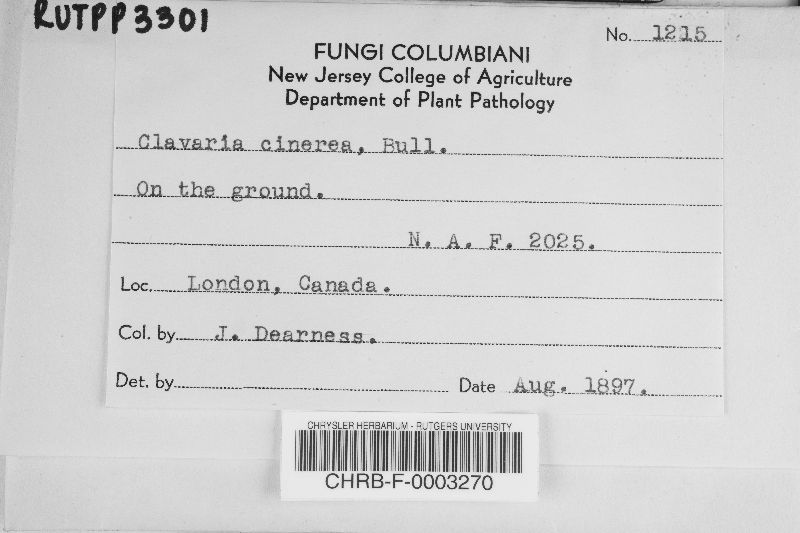 RUTPP3301
No. 1215
FUNGI COLUMBIANI
New Jersey College of Agriculture
Department of Plant Pathology
Clavaria cinerea, Bull.
On the ground.
N. A. F. 2025.
Loc. London, Canada.
Col. by J. Dearness.
Det. by Date Aug. 1897.
CHRYSLER HERBARIUM - RUTGERS UNIVERSITY
CHRB-F-0003270